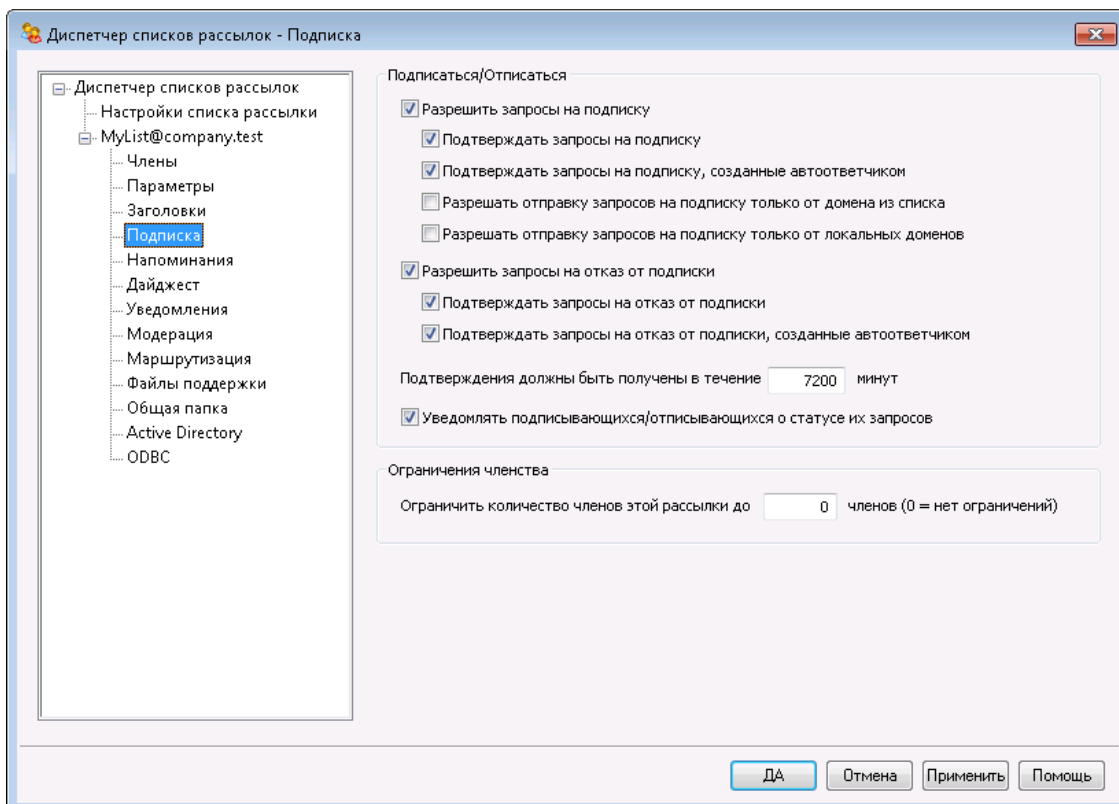 Диспетчер списков рассылок - Подписка
Диспетчер списков рассылок
Настройки списка рассылки
MyList@company.test
Члены
Параметры
Заголовки
Подписка
Напоминания
Дайджест
Уведомления
Модерация
Маршрутизация
Файлы поддержки
Общая папка
Active Directory
ODBC
Подписаться/Отписаться
Разрешить запросы на подписку
Подтверждать запросы на подписку
Подтверждать запросы на подписку, созданные автоответчиком
Разрешать отправку запросов на подписку только от домена из списка
Разрешать отправку запросов на подписку только от локальных доменов
Разрешить запросы на отказ от подписки
Подтверждать запросы на отказ от подписки
Подтверждать запросы на отказ от подписки, созданные автоответчиком
Подтверждения должны быть получены в течение 7200 минут
Уведомлять подписывающихся/отписывающихся о статусе их запросов
Ограничения членства
Ограничить количество членов этой рассылки до 0 членов (0 = нет ограничений)
ДА Отмена Применить Помощь